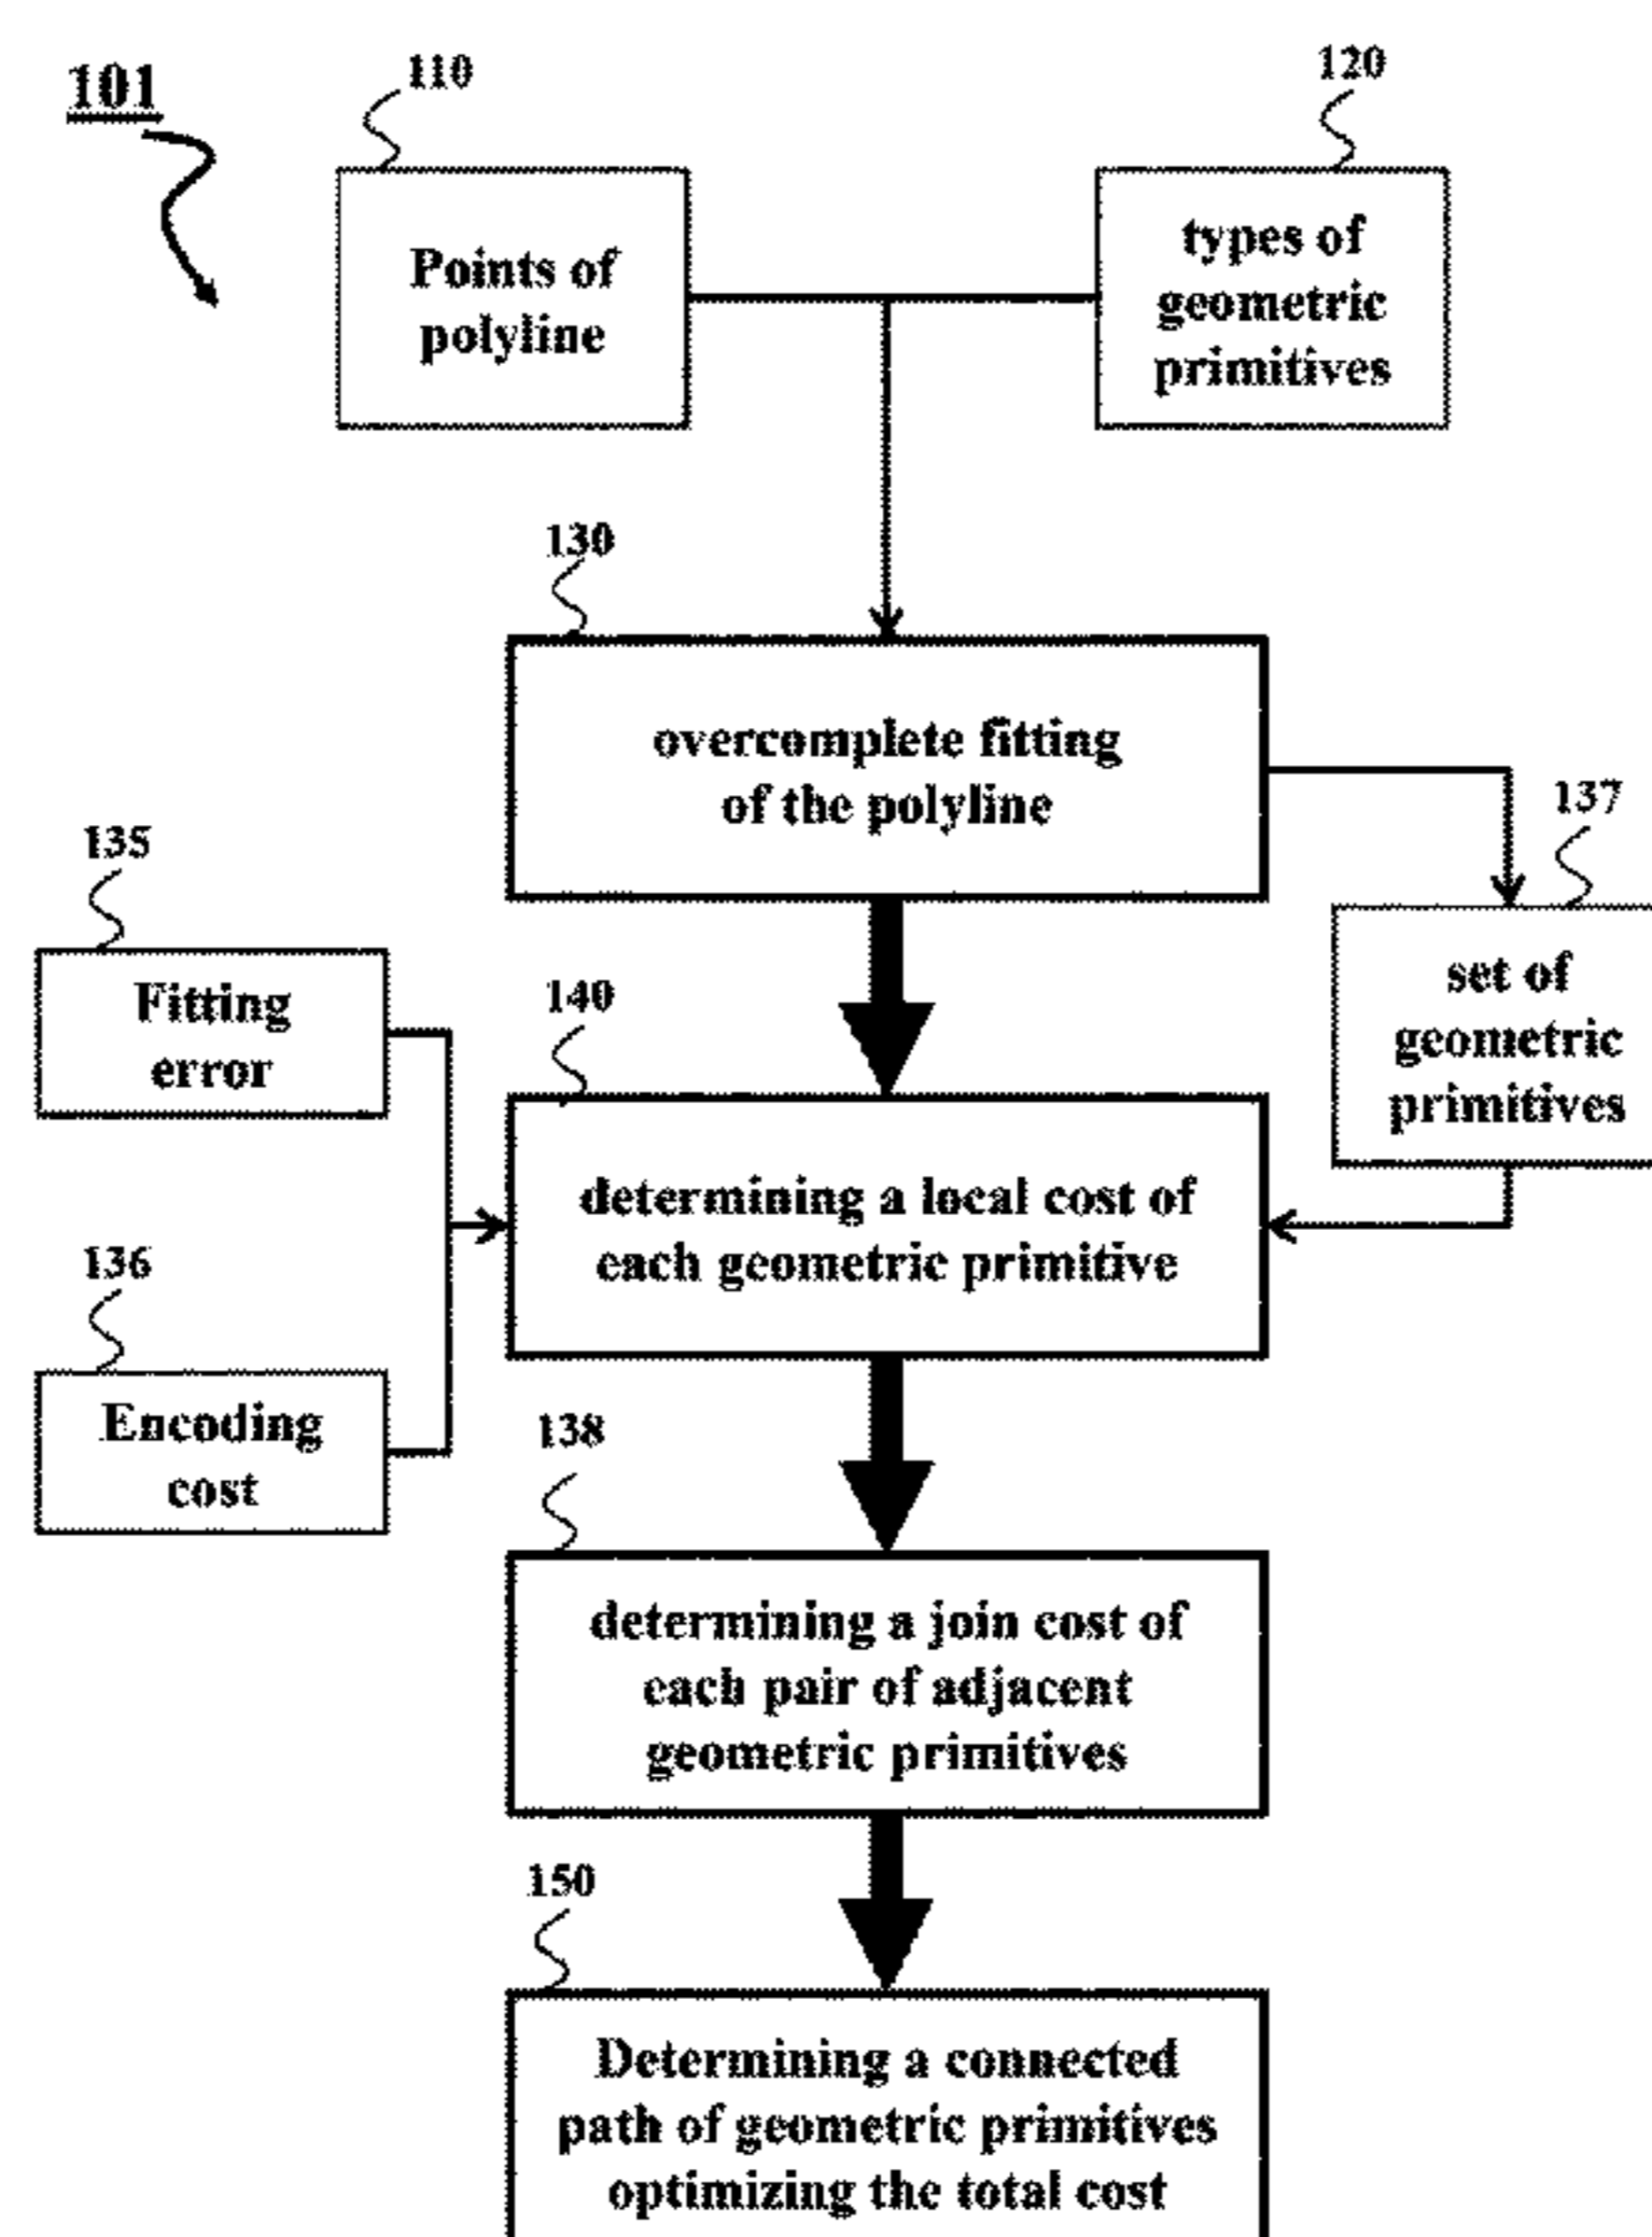 101
110
120
Points of
polyline
types of
geometric
primitives
130
overcomplete fitting
of the polyline
137
set of
geometric
primitives
135
Fitting
error
140
determining a local cost of
each geometric primitive
136
Encoding
cost
138
determining a join cost of
each pair of adjacent
geometric primitives
150
Determining a connected
path of geometric primitives
optimizing the total cost